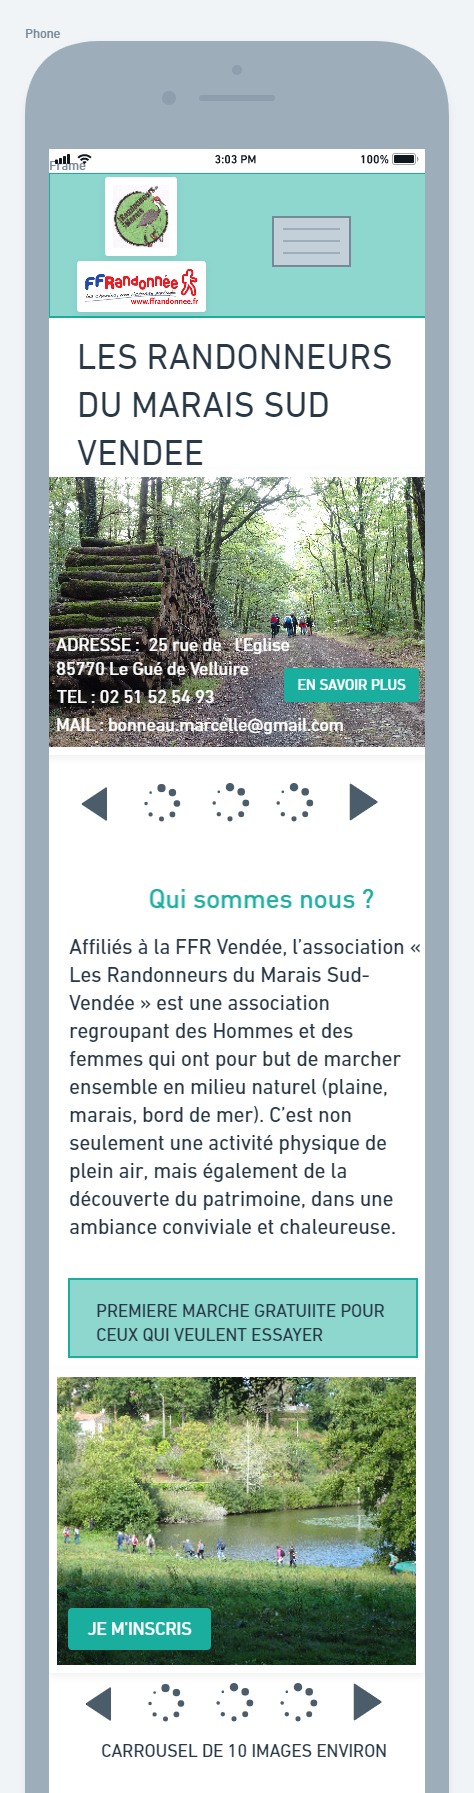 Phone
3:03 PM
100%
Frame
Randonneurs
FFRandonnée
www.ffrandonnee.fr
LES RANDONNEURS
DU MARAIS SUD
VENDEE
ADRESSE : 25 rue de l'Eglise
85770 Le Gué de Velluire
TEL : 02 51 52 54 93
EN SAVOIR PLUS
MAIL : bonneau.marcelle@gmail.com
Qui sommes nous ?
Affiliés à la FFR Vendée, l’association «
Les Randonneurs du Marais Sud-
Vendée » est une association
regroupant des Hommes et des
femmes qui ont pour but de marcher
ensemble en milieu naturel (plaine,
marais, bord de mer). C’est non
seulement une activité physique de
plein air, mais également de la
découverte du patrimoine, dans une
ambiance conviviale et chaleureuse.
PREMIERE MARCHE GRATUIITE POUR
CEUX QUI VEULENT ESSAYER
JE M'INSCRIS
CARROUSEL DE 10 IMAGES ENVIRON